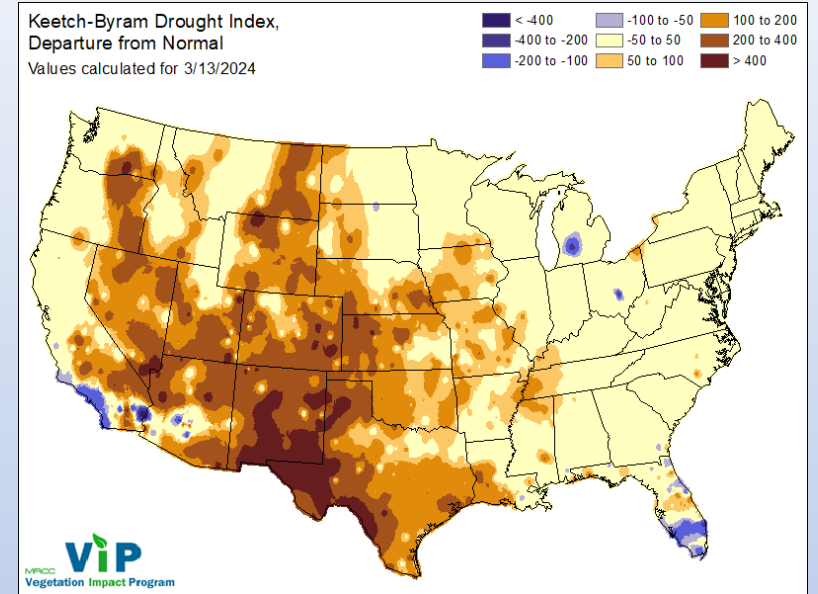 Keetch-Byram Drought Index,
Departure from Normal
Values calculated for 3/13/2024
< -400
-400 to -200
-200 to -100
-100 to -50
-50 to 50
50 to 100
100 to 200
200 to 400
> 400
MRCC
ViP
Vegetation Impact Program